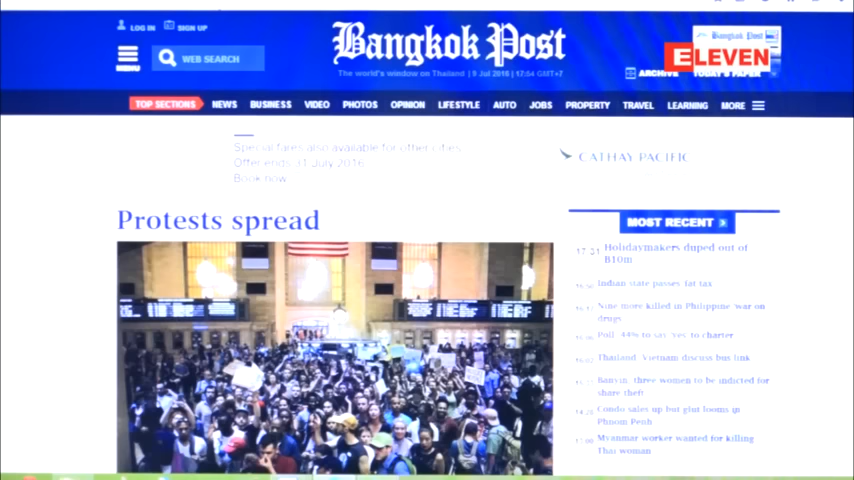 LOG IN
SIGN UP
MENU
WEB SEARCH
Bangkok Post
The world's window on Thailand | 9 Jul 2016 | 17:54 GMT+7
Bangkok Post
ELEVEN
ARCHIVE
TODAY'S PAPER
TOP SECTIONS
NEWS
BUSINESS
VIDEO
PHOTOS
OPINION
LIFESTYLE
AUTO
JOBS
PROPERTY
TRAVEL
LEARNING
MORE
Special fares also available for other cities.
Offer ends 31 July 2016
Book now
CATHAY PACIFIC
Protests spread
MOST RECENT
Holidaymakers duped out of
B10m
Indian state passes 'fat tax'
Nine more killed in Philippine 'war on
drugs'
Poll: 44% to say 'Yes' to charter
Thailand, Vietnam discuss bus link
Banyin, three women to be indicted for
share theft
Condo sales up but glut looms in
Phnom Penh
Myanmar worker wanted for killing
Thai woman